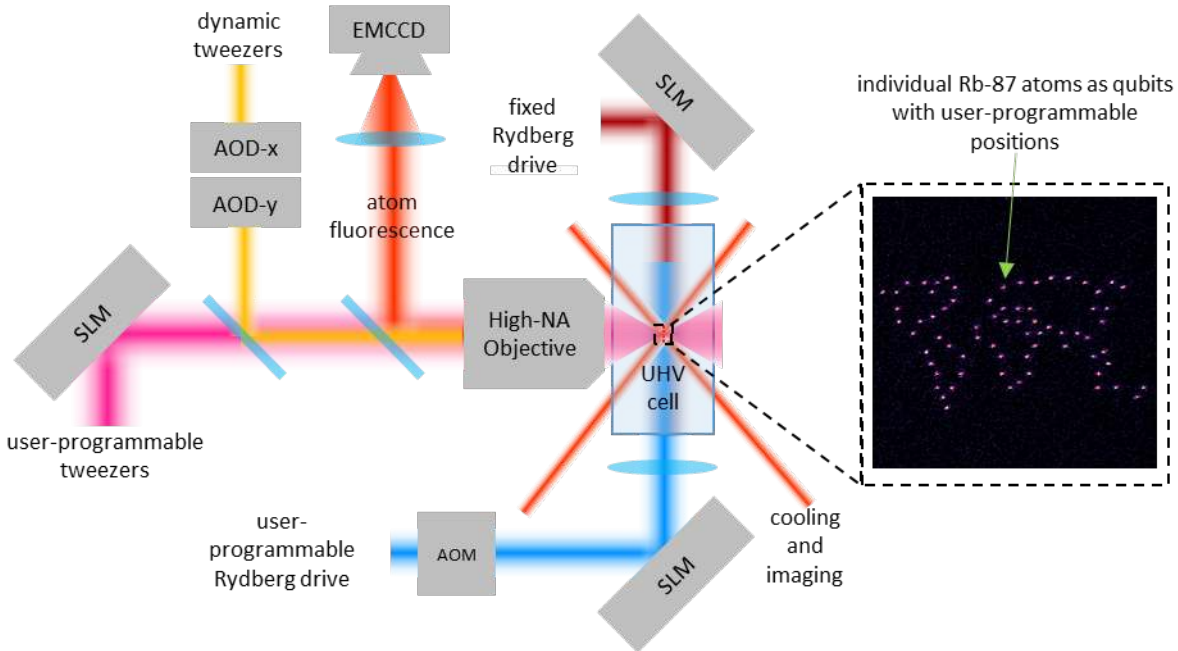 dynamic
tweezers
EMCCD
SLM
fixed
Rydberg
drive
individual Rb-87 atoms as qubits
with user-programmable
positions
AOD-x
AOD-y
atom
fluorescence
SLM
High-NA
Objective
UHV
cell
user-programmable
tweezers
user-
programmable
Rydberg drive
AOM
SLM
cooling
and
imaging